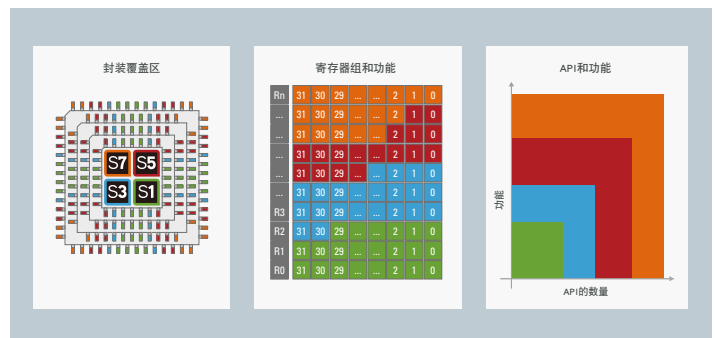 封装覆盖区
S7 S5
S3 S1
寄存器组和功能
Rn 31 30 29 ... ... 2 1 0
... 31 30 29 ... ... 2 1 0
... 31 30 29 ... ... 2 1 0
... 31 30 29 ... ... 2 1 0
... 31 30 29 ... ... 2 1 0
... 31 30 29 ... ... 2 1 0
R3 31 30 29 ... ... 2 1 0
R2 31 30 29 ... ... 2 1 0
R1 31 30 29 ... ... 2 1 0
R0 31 30 29 ... ... 2 1 0
API和功能
功能
API的数量